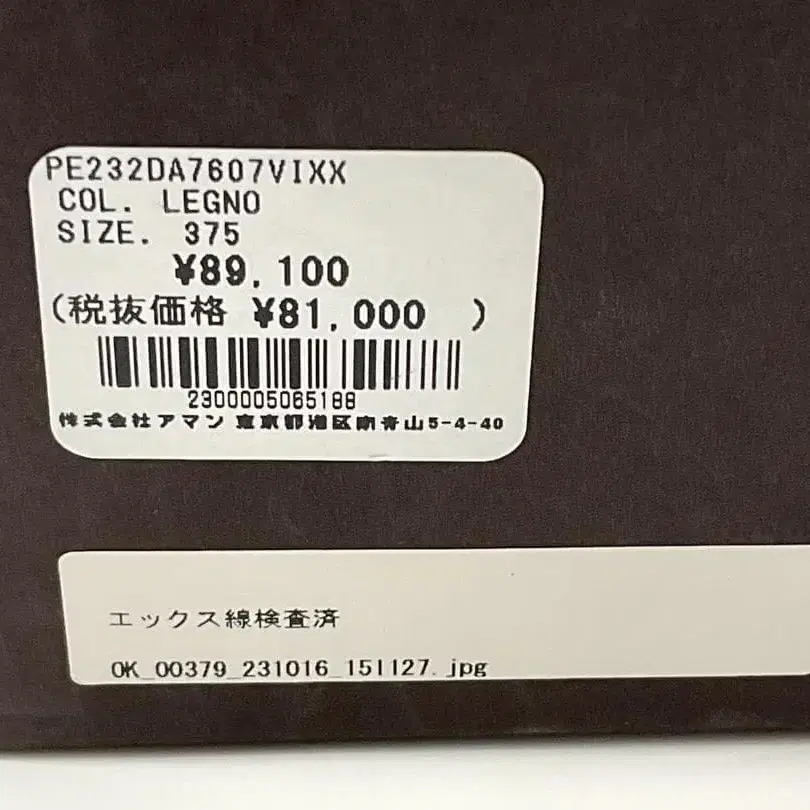 PE232DA7607VIXX
COL. LEGNO
SIZE. 375
¥89,100
(税抜価格 ¥81,000 )
2300005065188
株式会社アマン 東京都港区南青山5-4-40
エックス線検査済
OK_00379_231016_151127.jpg